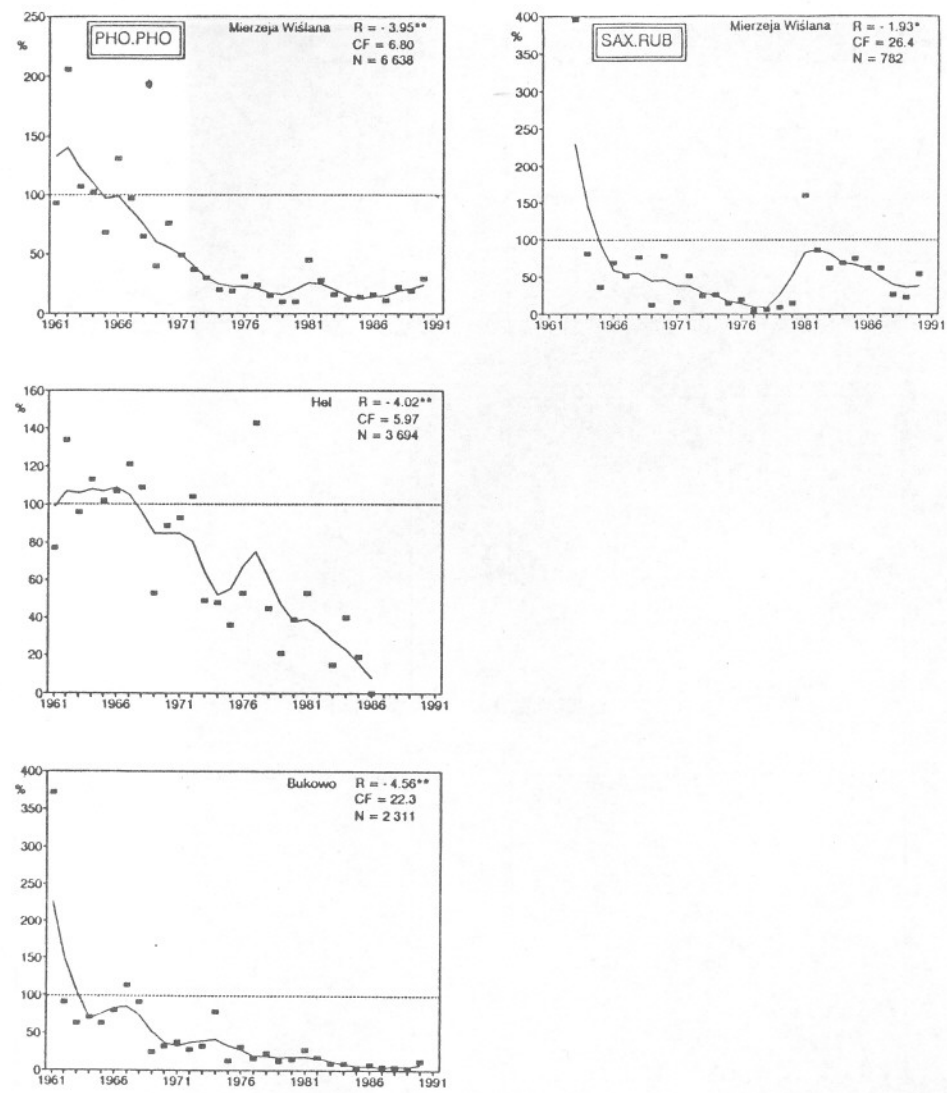 PHO.PHO
Mierzeja Wiślana R = - 3.95**
CF = 6.80
N = 6 638
%
250
200
150
100
50
0
1961 1966 1971 1976 1981 1986 1991
SAX.RUB
Mierzeja Wiślana R = - 1.93*
CF = 26.4
N = 782
%
400
350
300
250
200
150
100
50
0
1961 1966 1971 1976 1981 1986 1991
Hel R = - 4.02**
CF = 5.97
N = 3 694
%
160
140
120
100
80
60
40
20
0
1961 1966 1971 1976 1981 1986 1991
Bukowo R = - 4.56**
CF = 22.3
N = 2 311
%
400
350
300
250
200
150
100
50
0
1961 1966 1971 1976 1981 1986 1991